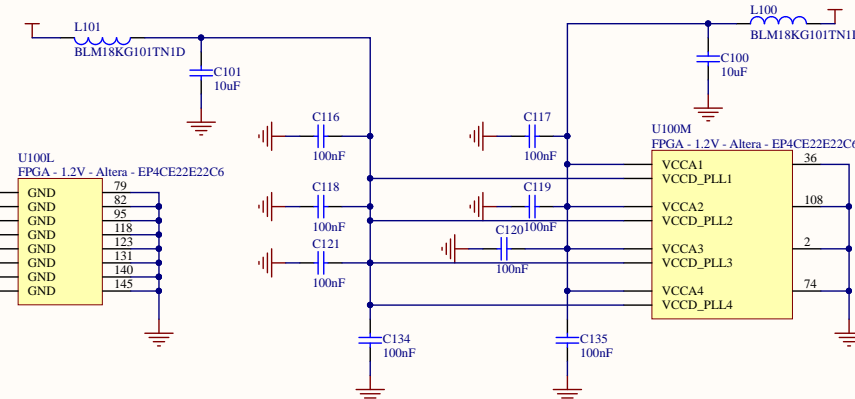 L101
BLM18KG101TN1D
C101
10uF
L100
BLM18KG101TN1D
C100
10uF
C116
100nF
C117
100nF
U100M
FPGA - 1.2V - Altera - EP4CE22E22C6
VCCA1
VCCD_PLL1
VCCA2
VCCD_PLL2
VCCA3
VCCD_PLL3
VCCA4
VCCD_PLL4
36
108
2
74
U100L
FPGA - 1.2V - Altera - EP4CE22E22C6
GND 79
GND 82
GND 95
GND 118
GND 123
GND 131
GND 140
GND 145
C118
100nF
C119
100nF
C120
100nF
C121
100nF
C134
100nF
C135
100nF